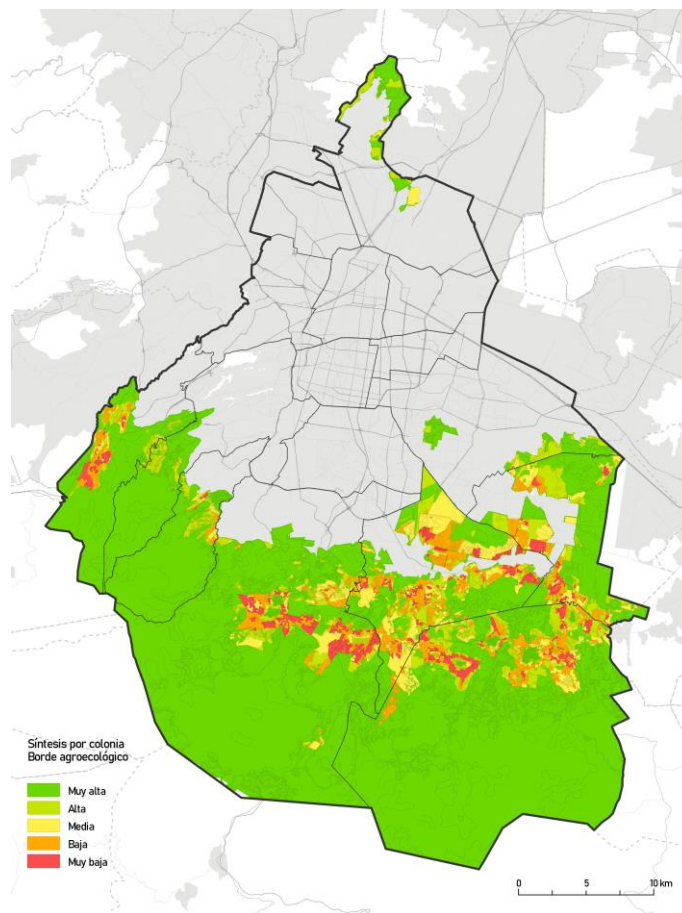 Síntesis por colonia
Borde agroecológico
Muy alta
Alta
Media
Baja
Muy baja
0 5 10 km